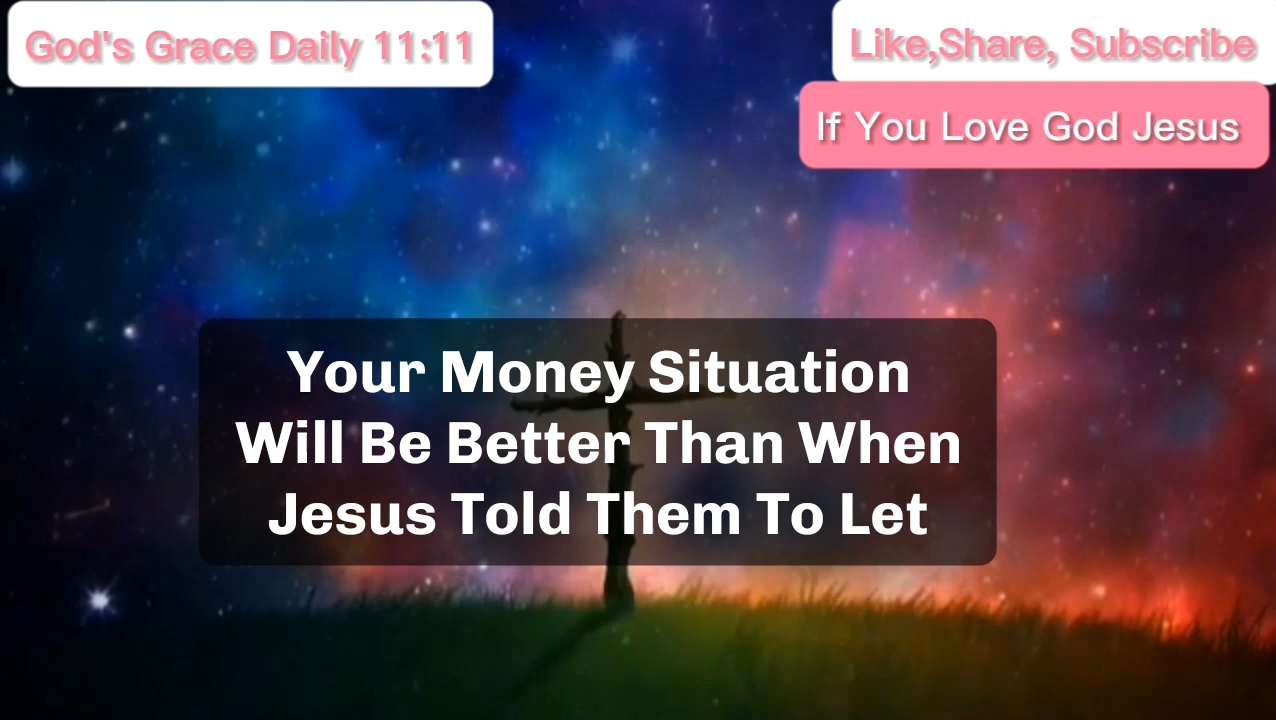 God's Grace Daily 11:11
Like,Share, Subscribe
If You Love God Jesus
Your Money Situation
Will Be Better Than When
Jesus Told Them To Let